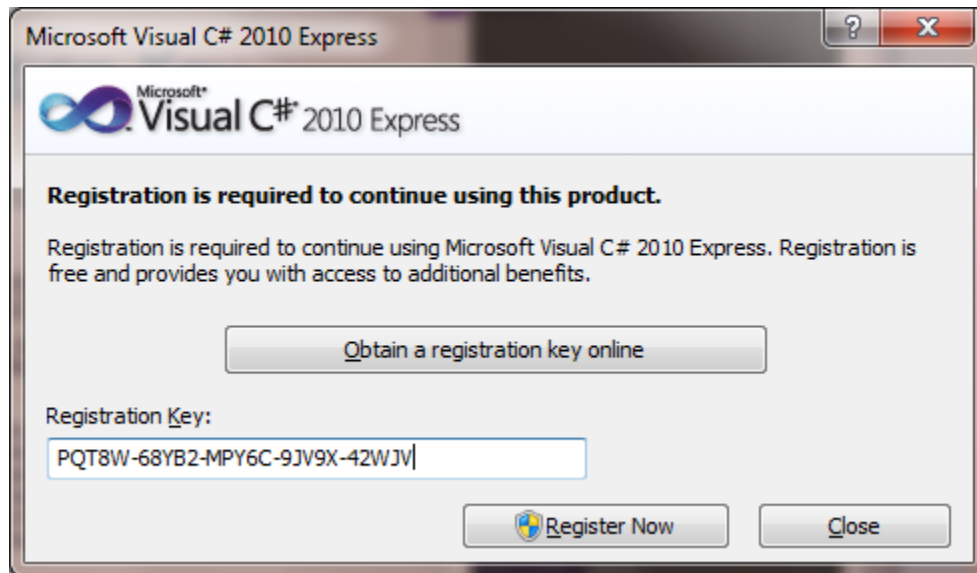 Microsoft Visual C# 2010 Express
Microsoft®
Visual C#® 2010 Express
Registration is required to continue using this product.
Registration is required to continue using Microsoft Visual C# 2010 Express. Registration is
free and provides you with access to additional benefits.
Obtain a registration key online
Registration Key:
PQT8W-68YB2-MPY6C-9JV9X-42WJV
Register Now
Close